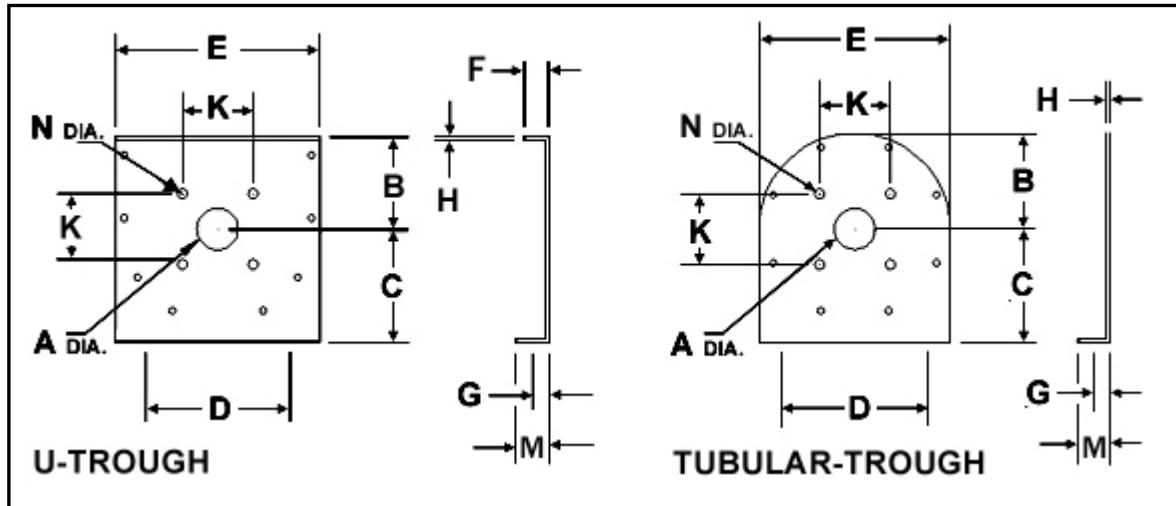 E
F
K
N DIA.
B
H
K
C
A DIA.
G
D
M
U-TROUGH
E
H
K
N DIA.
B
K
C
A DIA.
G
D
M
TUBULAR-TROUGH